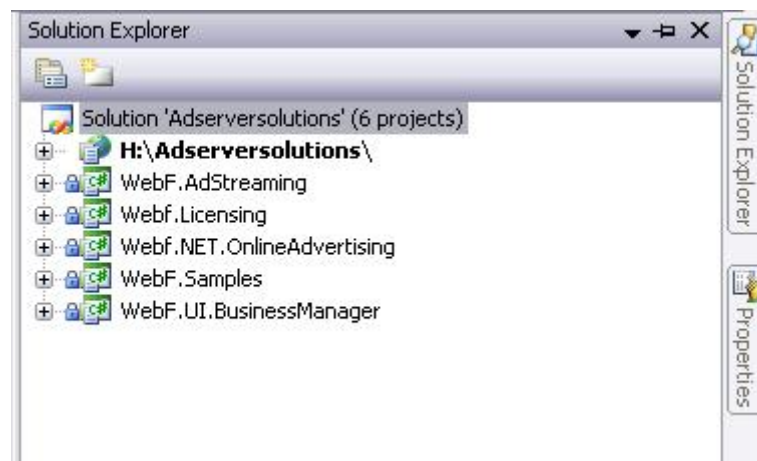 Solution Explorer
Solution 'Adserversolutions' (6 projects)
H:\Adserversolutions\
WebF.AdStreaming
Webf.Licensing
Webf.NET.OnlineAdvertising
WebF.Samples
WebF.UI.BusinessManager
Solution Explorer
Properties